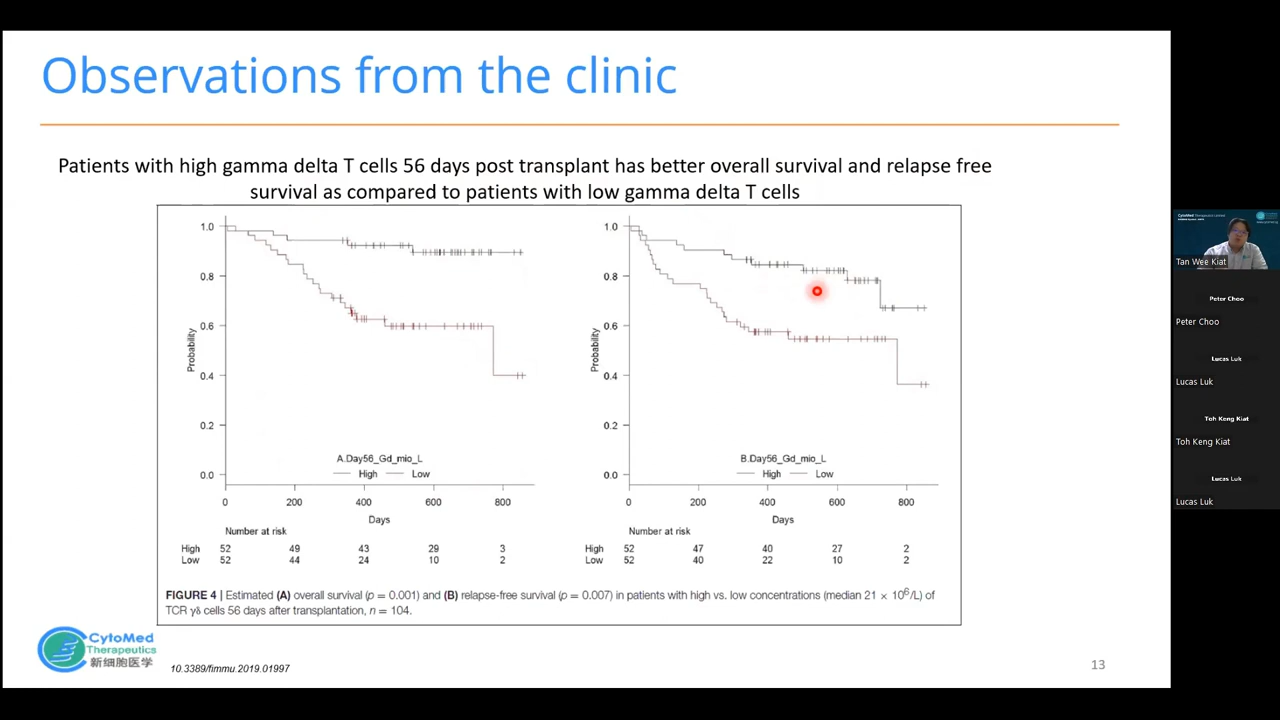 Observations from the clinic
Patients with high gamma delta T cells 56 days post transplant has better overall survival and relapse free
survival as compared to patients with low gamma delta T cells
1.0
0.8
0.6
0.4
0.2
0.0
Probability
A.Day56_Gd_mio_L
High Low
0 200 400 600 800
Days
Number at risk
High 52 49 43 29 3
Low 52 44 24 10 2
1.0
0.8
0.6
0.4
0.2
0.0
Probability
B.Day56_Gd_mio_L
High Low
0 200 400 600 800
Days
Number at risk
High 52 47 40 27 2
Low 52 40 22 10 2
FIGURE 4 | Estimated (A) overall survival (p = 0.001) and (B) relapse-free survival (p = 0.007) in patients with high vs. low concentrations (median 21 × 10⁶/L) of
TCR γδ cells 56 days after transplantation, n = 104.
CytoMed
Therapeutics
新细胞医学
10.3389/fimmu.2019.01997
13
CytoMed Therapeutics Limited
Tan Wee Kiat
Peter Choo
Peter Choo
Lucas Luk
Lucas Luk
Toh Keng Kiat
Toh Keng Kiat
Lucas Luk
Lucas Luk